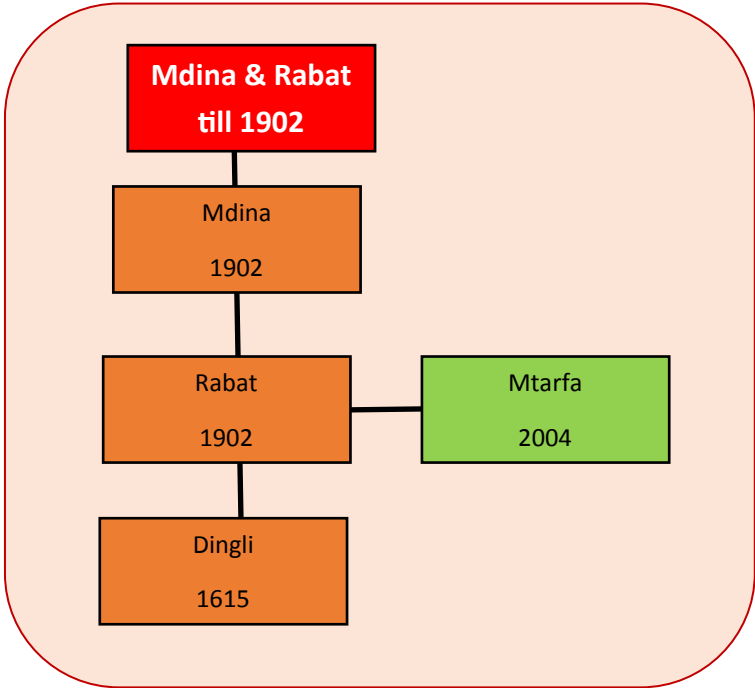 Mdina & Rabat
till 1902
Mdina
1902
Rabat
1902
Mtarfa
2004
Dingli
1615